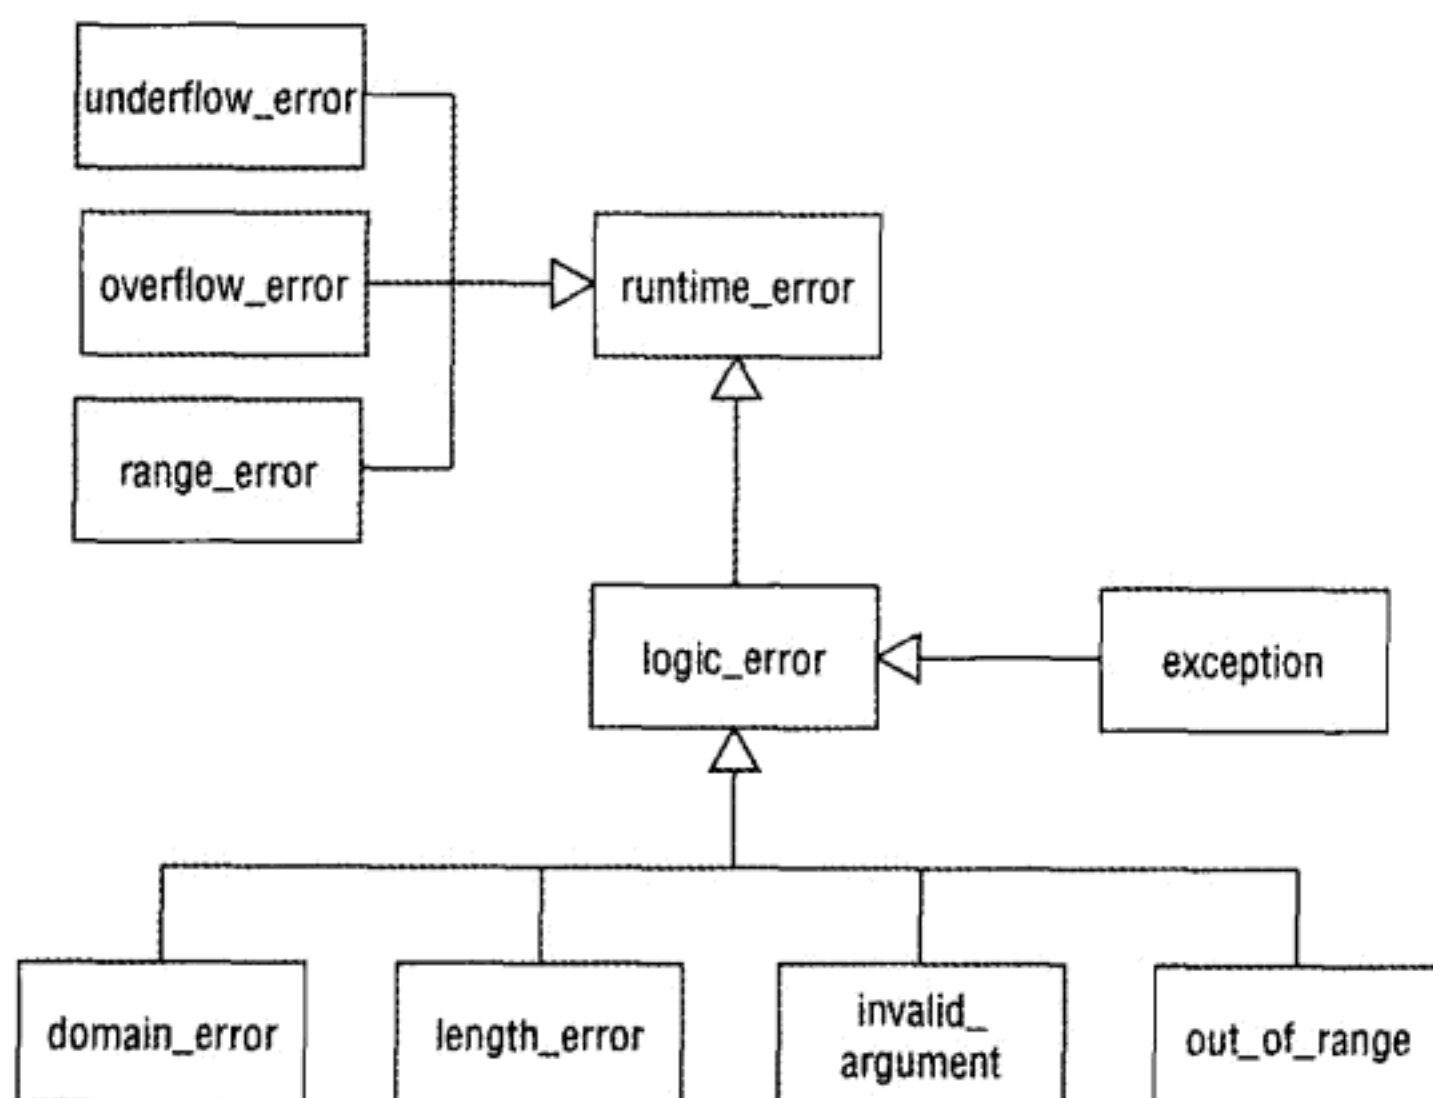 underflow_error
overflow_error
runtime_error
range_error
logic_error
exception
domain_error
length_error
invalid_
argument
out_of_range